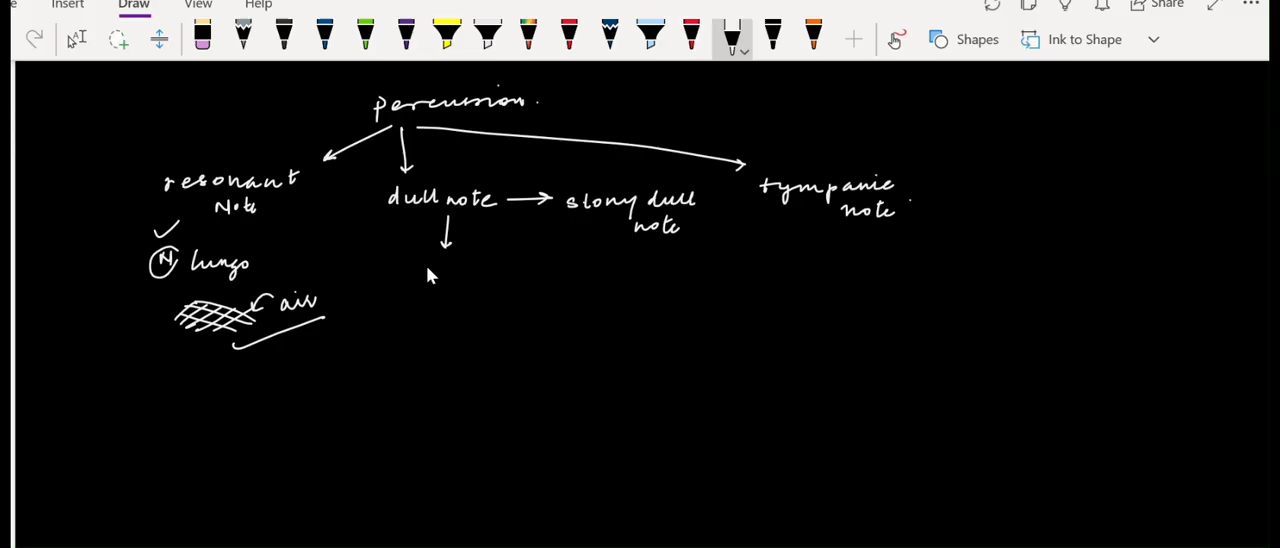 Insert Draw View Help
Share
Shapes Ink to Shape
percussion.
resonant
Note
dull note → stony dull
note
tympanic
note.
N lungs
air